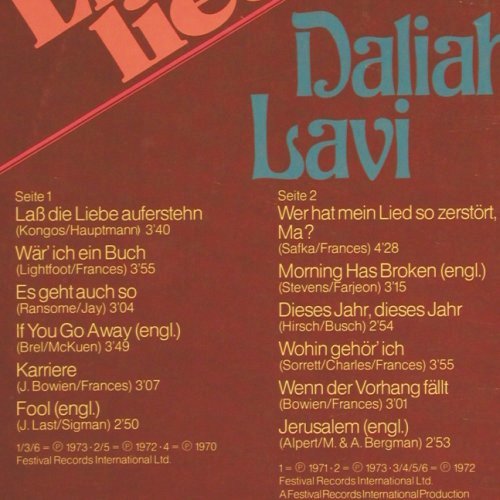 Daliah
Lavi
Seite 1
Laß die Liebe auferstehn
(Kongos/Hauptmann) 3'40
Wär' ich ein Buch
(Lightfoot/Frances) 3'55
Es geht auch so
(Ransome/Jay) 3'04
If You Go Away (engl.)
(Brel/McKuen) 3'49
Karriere
(J. Bowien/Frances) 3'07
Fool (engl.)
(J. Last/Sigman) 2'50
1/3/6 = ℗ 1973 · 2/5 = ℗ 1972 · 4 = ℗ 1970
Festival Records International Ltd.
Seite 2
Wer hat mein Lied so zerstört,
Ma?
(Safka/Frances) 4'28
Morning Has Broken (engl.)
(Stevens/Farjeon) 3'15
Dieses Jahr, dieses Jahr
(Hirsch/Busch) 2'54
Wohin gehör' ich
(Sorrett/Charles/Frances) 3'55
Wenn der Vorhang fällt
(Bowien/Frances) 3'01
Jerusalem (engl.)
(Alpert/M. & A. Bergman) 2'53
1 = ℗ 1971 · 2 = ℗ 1973 · 3/4/5/6 = ℗ 1972
Festival Records International Ltd.
A Festival Records International Production